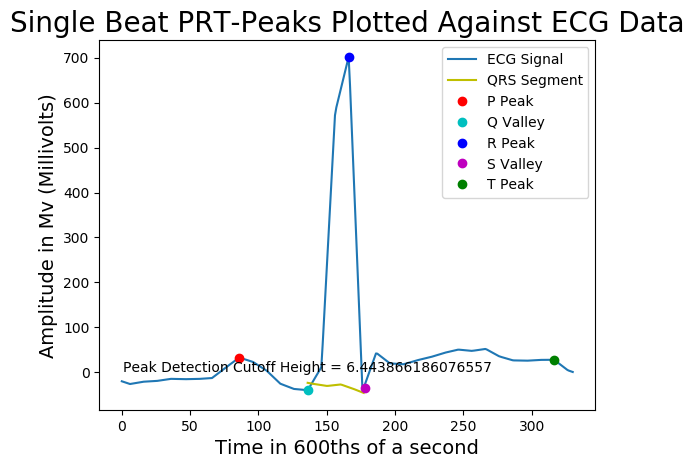 Single Beat PRT-Peaks Plotted Against ECG Data
Amplitude in Mv (Millivolts)
700
600
500
400
300
200
100
0
ECG Signal
QRS Segment
P Peak
Q Valley
R Peak
S Valley
T Peak
Peak Detection Cutoff Height = 6.443866186076557
0 50 100 150 200 250 300
Time in 600ths of a second